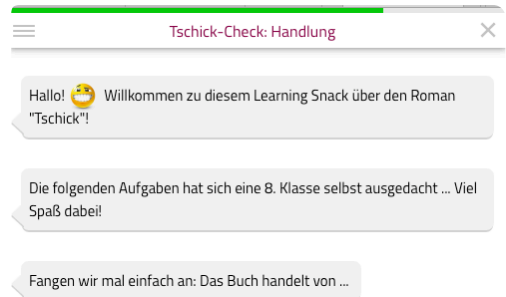 Tschick-Check: Handlung
Hallo! Willkommen zu diesem Learning Snack über den Roman
"Tschick"!
Die folgenden Aufgaben hat sich eine 8. Klasse selbst ausgedacht ... Viel
Spaß dabei!
Fangen wir mal einfach an: Das Buch handelt von ...